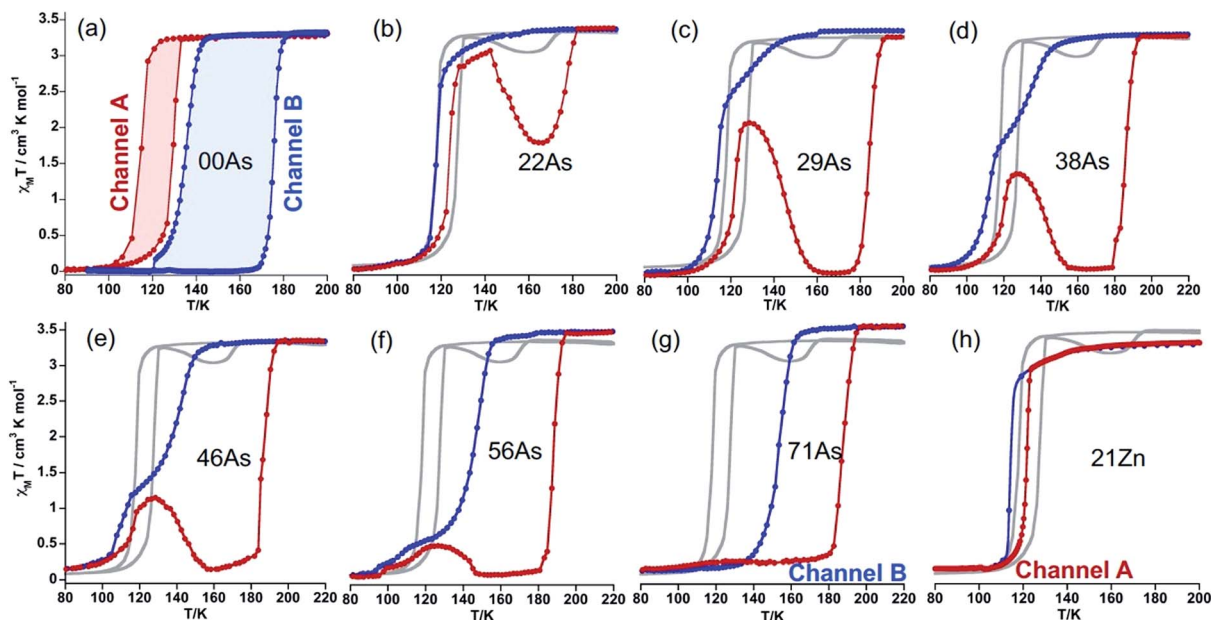 (a) (b) (c) (d)
χMT / cm³ K mol⁻¹
3.5
3
2.5
2
1.5
1
0.5
0
Channel A
Channel B
00As
22As
29As
38As
80 100 120 140 160 180 200
80 100 120 140 160 180 200
80 100 120 140 160 180 200
80 100 120 140 160 180 200 220
T/K T/K T/K T/K
(e) (f) (g) (h)
χMT / cm³ K mol⁻¹
3.5
3
2.5
2
1.5
1
0.5
0
46As
56As
71As
21Zn
Channel B
Channel A
80 100 120 140 160 180 200 220
80 100 120 140 160 180 200 220
80 100 120 140 160 180 200 220
80 100 120 140 160 180 200
T/K T/K T/K T/K